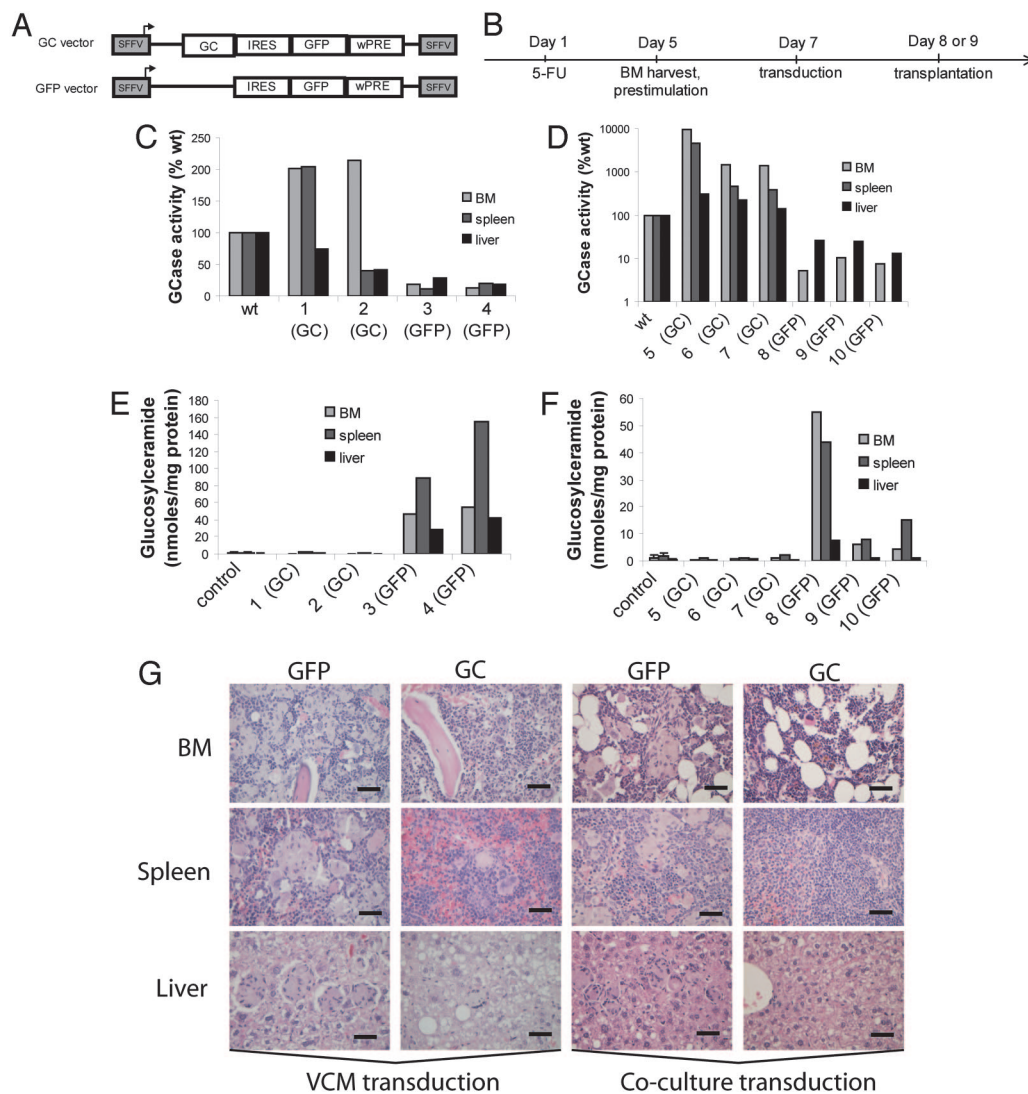 A
GC vector
SFFV
GC
IRES
GFP
wPRE
SFFV
GFP vector
SFFV
IRES
GFP
wPRE
SFFV
B
Day 1
Day 5
Day 7
Day 8 or 9
5-FU
BM harvest,
prestimulation
transduction
transplantation
C
GCase activity (% wt)
250
200
150
100
50
0
wt
1
(GC)
2
(GC)
3
(GFP)
4
(GFP)
BM
spleen
liver
D
GCase activity (%wt)
10000
1000
100
10
1
wt
5 (GC)
6 (GC)
7 (GC)
8 (GFP)
9 (GFP)
10 (GFP)
BM
spleen
liver
E
Glucosylceramide
(nmoles/mg protein)
180
160
140
120
100
80
60
40
20
0
control
1 (GC)
2 (GC)
3 (GFP)
4 (GFP)
BM
spleen
liver
F
Glucosylceramide
(nmoles/mg protein)
60
50
40
30
20
10
0
control
5 (GC)
6 (GC)
7 (GC)
8 (GFP)
9 (GFP)
10 (GFP)
BM
spleen
liver
G
GFP
GC
GFP
GC
BM
Spleen
Liver
VCM transduction
Co-culture transduction